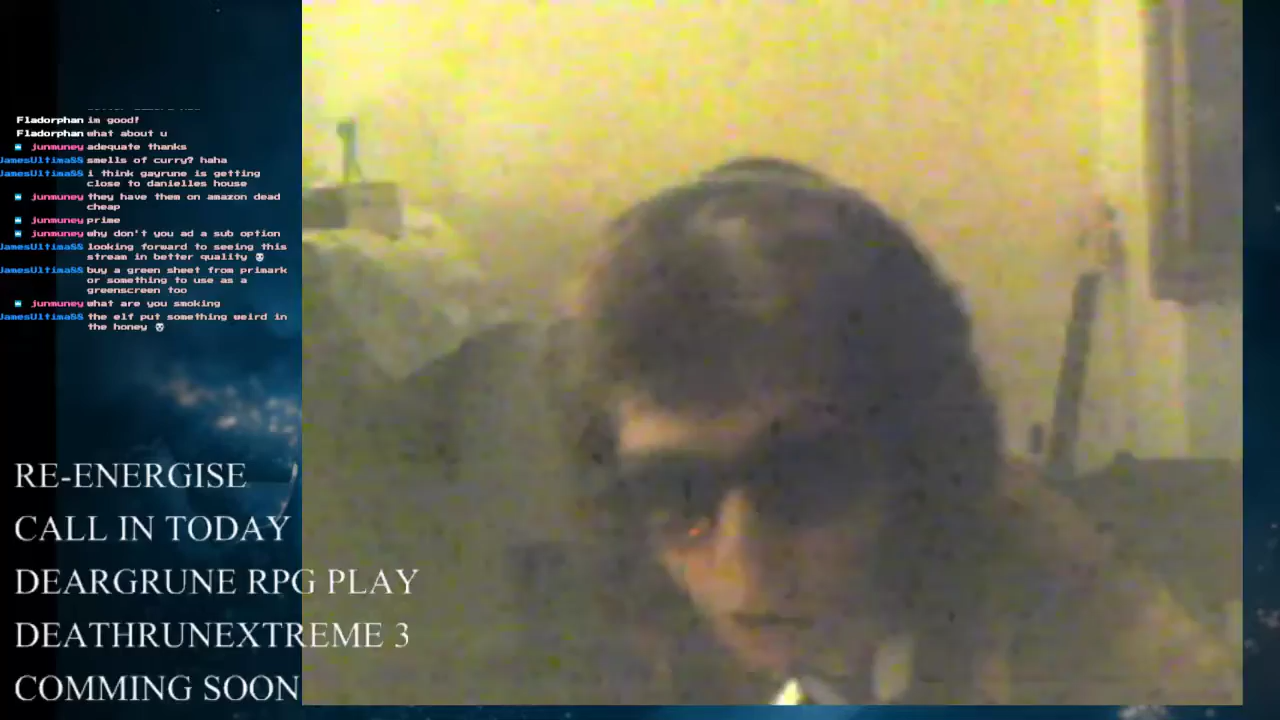 Fladorphan im good!
Fladorphan what about u
junmuney adequate thanks
JamesUltima88 smells of curry? haha
JamesUltima88 i think gayrune is getting
close to danielles house
junmuney they have them on amazon dead
cheap
junmuney prime
junmuney why don't you ad a sub option
JamesUltima88 looking forward to seeing this
stream in better quality 💀
JamesUltima88 buy a green sheet from primark
or something to use as a
greenscreen too
junmuney what are you smoking
JamesUltima88 the elf put something weird in
the honey 💀
RE-ENERGISE
CALL IN TODAY
DEARGRUNE RPG PLAY
DEATHRUNEXTREME 3
COMMING SOON